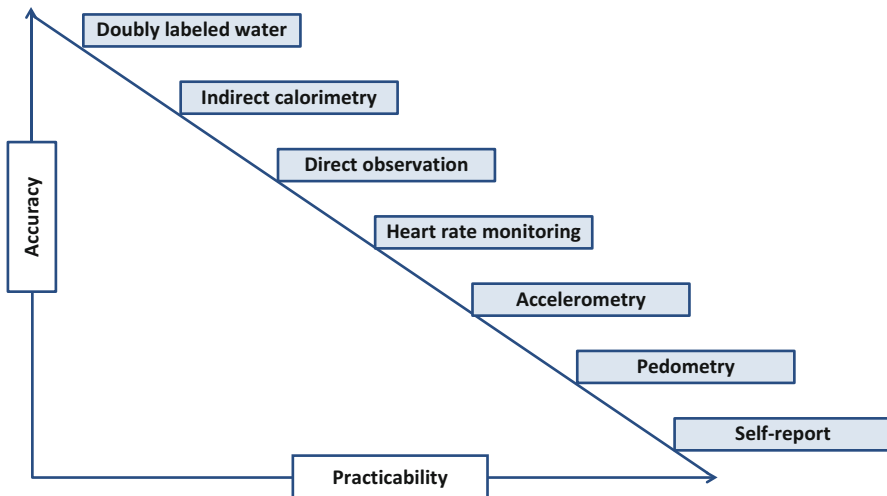 Doubly labeled water
Indirect calorimetry
Direct observation
Accuracy
Heart rate monitoring
Accelerometry
Pedometry
Self-report
Practicability